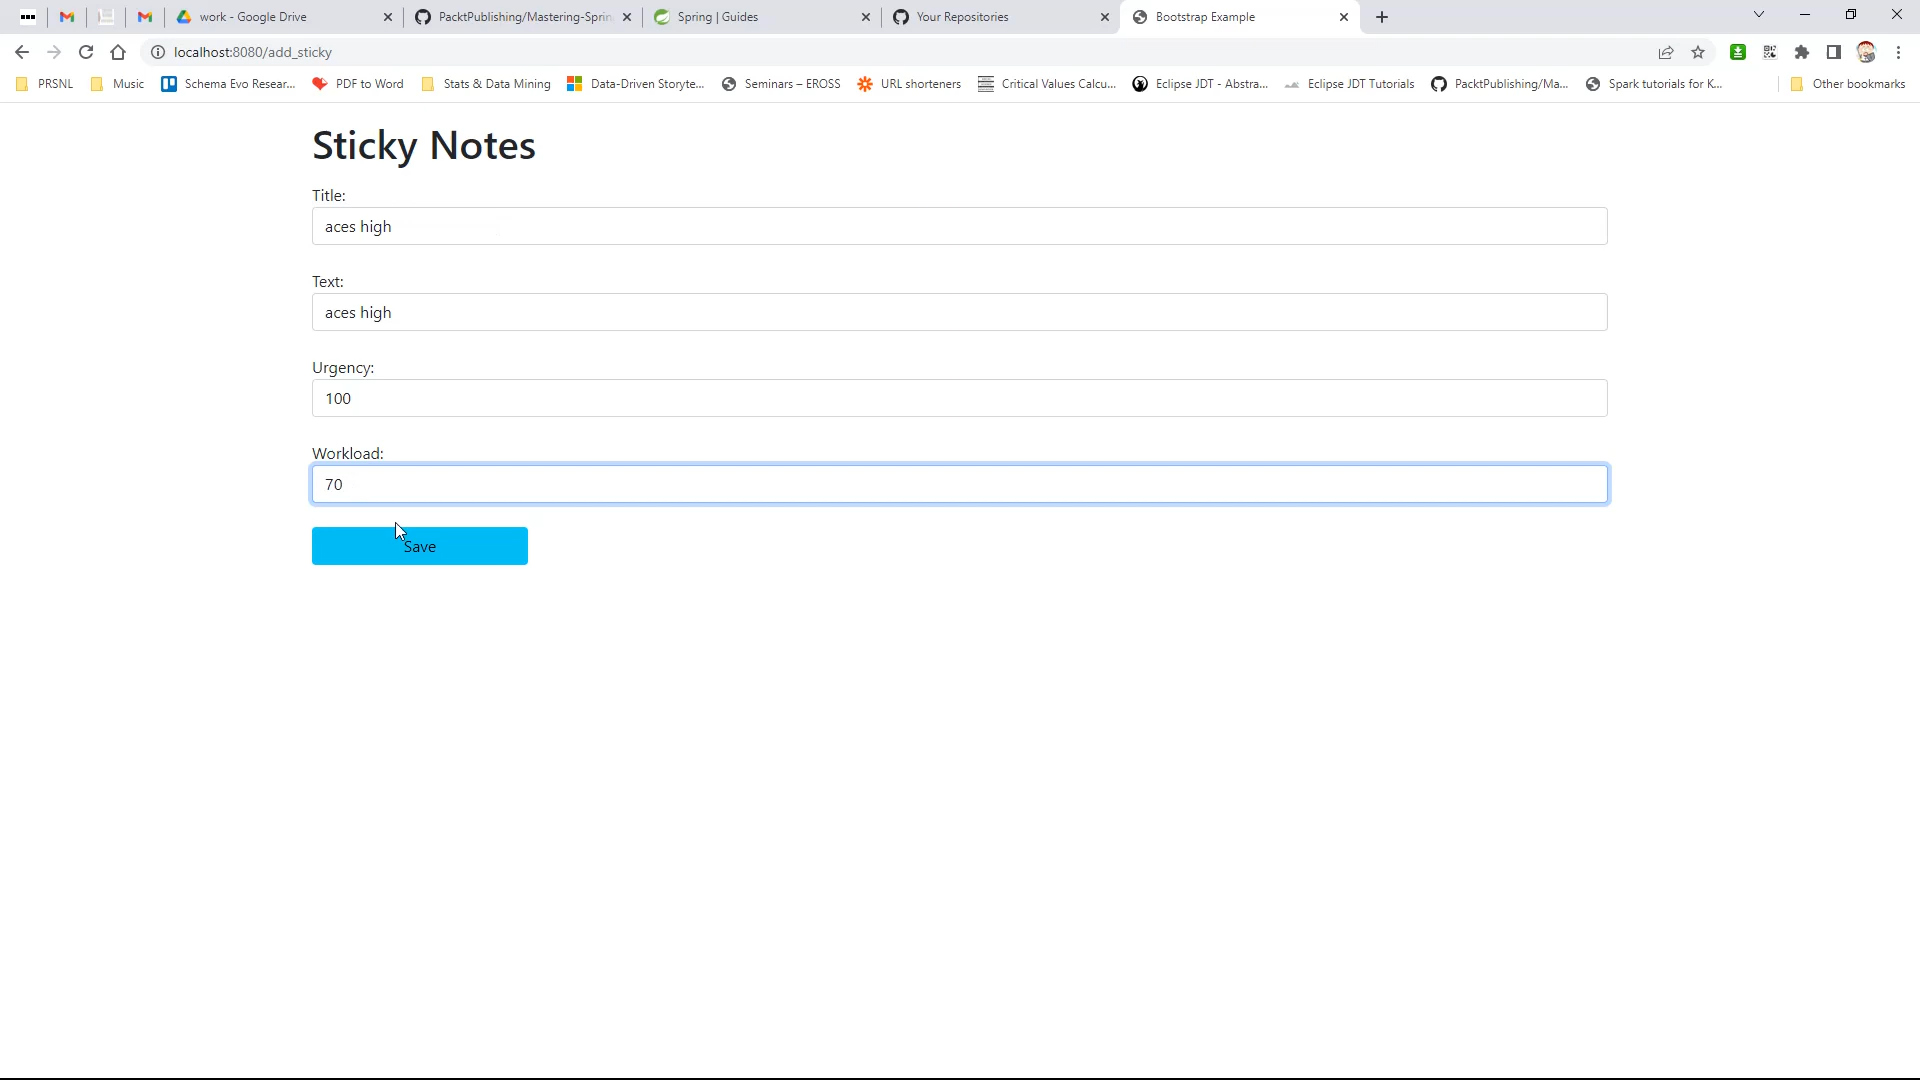 work - Google Drive
PacktPublishing/Mastering-Sprin
Spring | Guides
Your Repositories
Bootstrap Example
localhost:8080/add_sticky
PRSNL
Music
Schema Evo Resear...
PDF to Word
Stats & Data Mining
Data-Driven Storyte...
Seminars – EROSS
URL shorteners
Critical Values Calcu...
Eclipse JDT - Abstra...
Eclipse JDT Tutorials
PacktPublishing/Ma...
Spark tutorials for K...
Other bookmarks
Sticky Notes
Title:
aces high
Text:
aces high
Urgency:
100
Workload:
70
Save